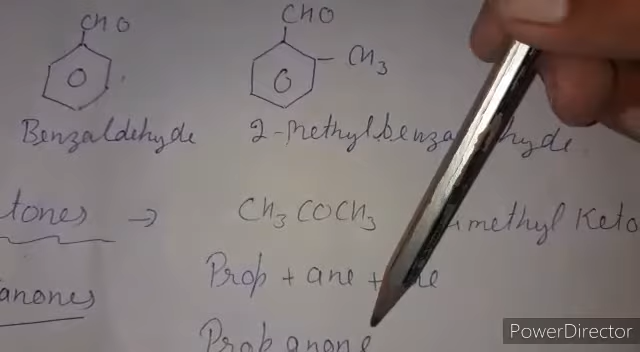 CHO CHO
CH3
Benzaldehyde 2-Methylbenza hyde
tones → CH3COCH3 methyl Keto
Prop + ane +
anones
Propanone
PowerDirector